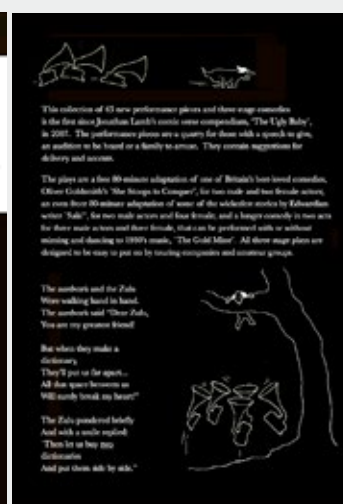 This collection of 45 new performance pieces and three stage comedies
is the first since Jonathan Lamb's comic verse compendium, 'The Ugly Baby',
in 2007. The performance pieces are a quarry for those with a speech to give,
an audition to be heard or a family to amuse. They contain suggestions for
delivery and accents.
The plays are a free 80-minute adaptation of one of Britain's best-loved comedies,
Oliver Goldsmith's 'She Stoops to Conquer', for two male and two female actors;
an even freer 80-minute adaptation of some of the wickedest stories by Edwardian
writer 'Saki', for two male actors and four female; and a longer comedy in two acts
for three male actors and three female, that can be performed with or without
miming and dancing to 1950's music, 'The Gold Mine'. All three stage plays are
designed to be easy to put on by touring companies and amateur groups.
The aardvark and the Zulu
Were walking hand in hand.
The aardvark said "Dear Zulu,
You are my greatest friend!
But when they make a
dictionary,
They'll put us far apart...
All that space between us
Will surely break my heart!"
The Zulu pondered briefly
And with a smile replied:
"Then let us buy two
dictionaries
And put them side by side."